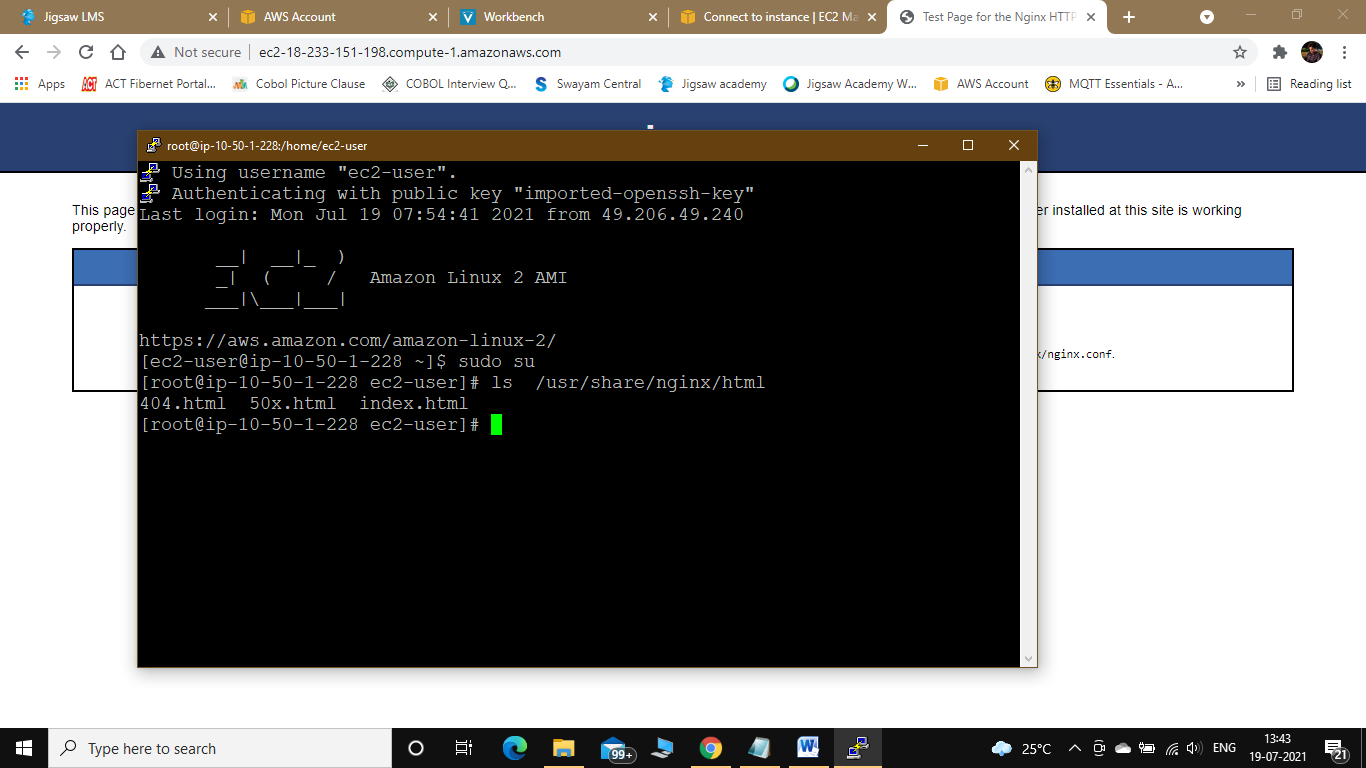 Jigsaw LMS
AWS Account
Workbench
Connect to instance | EC2 Ma
Test Page for the Nginx HTTP
Not secure | ec2-18-233-151-198.compute-1.amazonaws.com
Apps
ACT Fibernet Portal...
Cobol Picture Clause
COBOL Interview Q...
Swayam Central
Jigsaw academy
Jigsaw Academy W...
AWS Account
MQTT Essentials - A...
»
Reading list
root@ip-10-50-1-228:/home/ec2-user
Using username "ec2-user".
Authenticating with public key "imported-openssh-key"
Last login: Mon Jul 19 07:54:41 2021 from 49.206.49.240
       __|  __|_  )
       _|  (     /   Amazon Linux 2 AMI
      ___|\___|___|
https://aws.amazon.com/amazon-linux-2/
[ec2-user@ip-10-50-1-228 ~]$ sudo su
[root@ip-10-50-1-228 ec2-user]# ls  /usr/share/nginx/html
404.html  50x.html  index.html
[root@ip-10-50-1-228 ec2-user]#
This page
er installed at this site is working
properly.
x/nginx.conf.
Type here to search
99+
25°C
ENG
13:43
19-07-2021
21